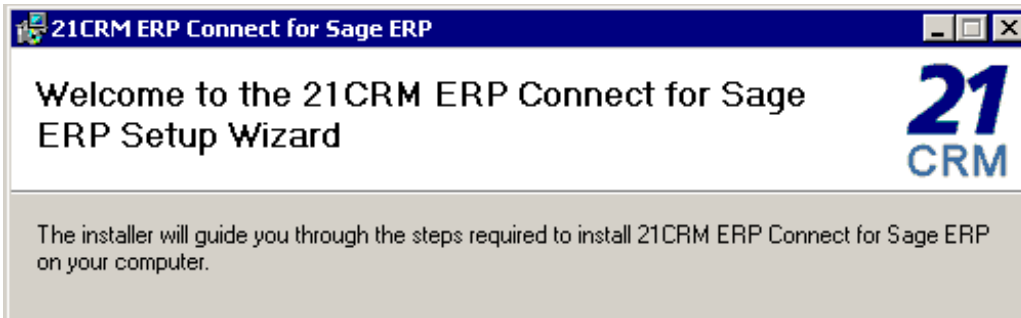 21CRM ERP Connect for Sage ERP
Welcome to the 21CRM ERP Connect for Sage
ERP Setup Wizard
21
CRM
The installer will guide you through the steps required to install 21CRM ERP Connect for Sage ERP
on your computer.